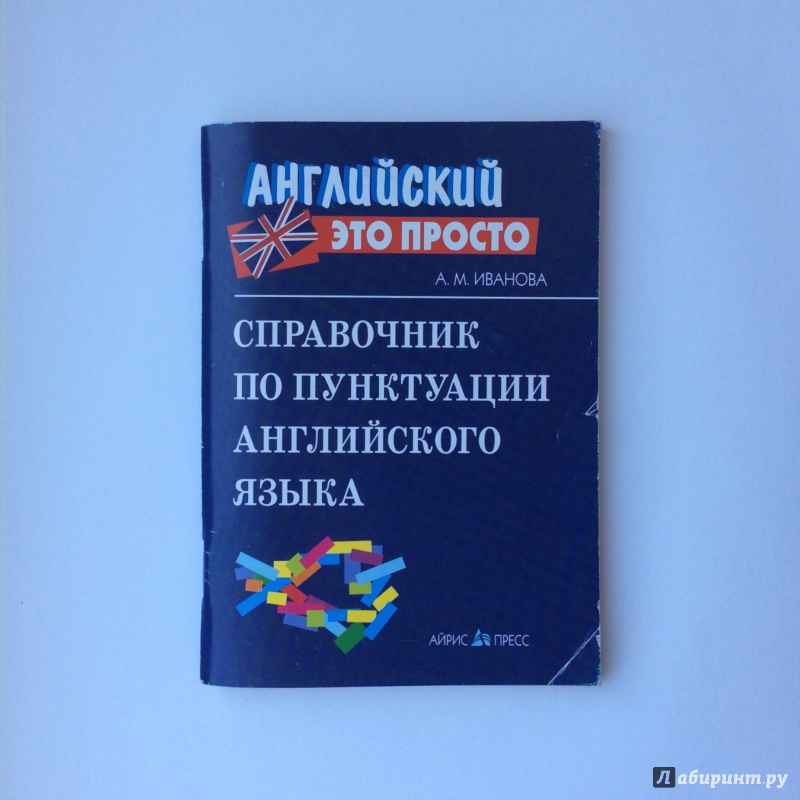 АНГЛИЙСКИЙ
ЭТО ПРОСТО
А. М. ИВАНОВА
СПРАВОЧНИК
ПО ПУНКТУАЦИИ
АНГЛИЙСКОГО
ЯЗЫКА
АЙРИС ПРЕСС
Лабиринт.ру